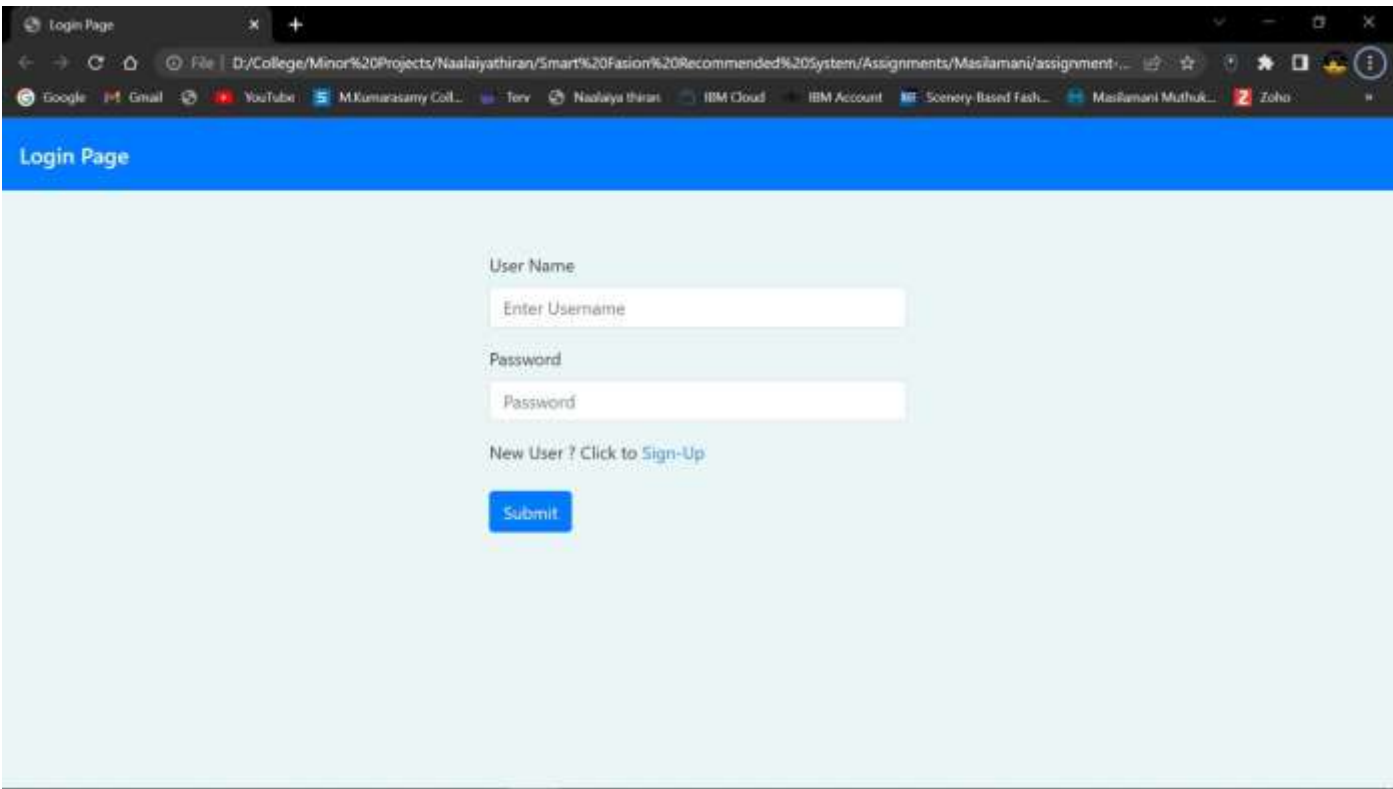 Login Page
File | D:/College/Minor%20Projects/Naalaiyathiran/Smart%20Fasion%20Recommended%20System/Assignments/Masilamani/assignment-...
Google Gmail YouTube M.Kumarasamy Coll... Terv Naalaiya thiran IBM Cloud IBM Account Scenery-Based Fash... Masilamani Muthuk... Zoho »
Login Page
User Name
Enter Username
Password
Password
New User ? Click to Sign-Up
Submit